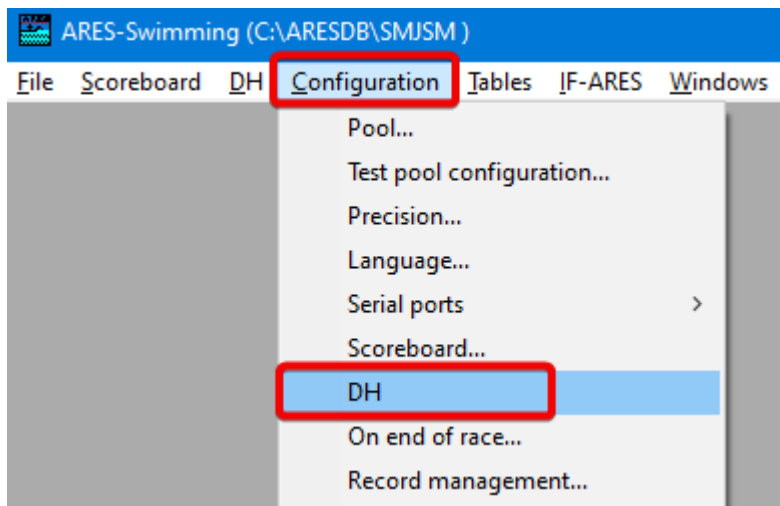 ARES-Swimming (C:\ARESDB\SMJSM )
File Scoreboard DH Configuration Tables IF-ARES Windows
Pool...
Test pool configuration...
Precision...
Language...
Serial ports >
Scoreboard...
DH
On end of race...
Record management...